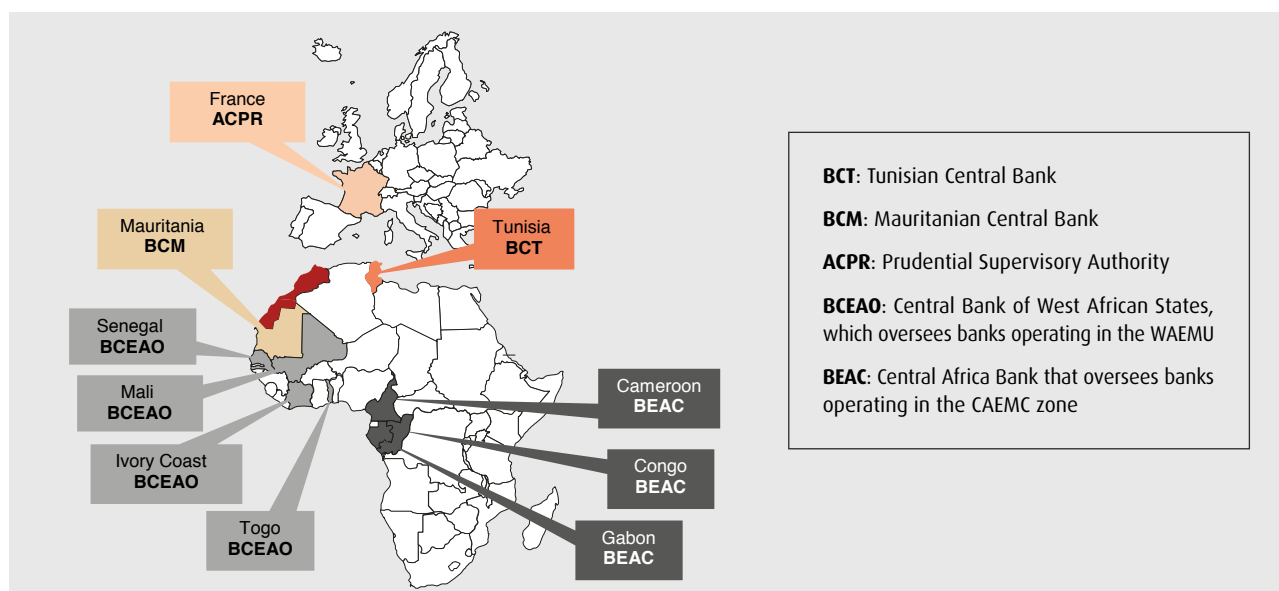 France
ACPR
Mauritania
BCM
Tunisia
BCT
Senegal
BCEAO
Mali
BCEAO
Ivory Coast
BCEAO
Togo
BCEAO
Cameroon
BEAC
Congo
BEAC
Gabon
BEAC
BCT: Tunisian Central Bank
BCM: Mauritanian Central Bank
ACPR: Prudential Supervisory Authority
BCEAO: Central Bank of West African States,
which oversees banks operating in the WAEMU
BEAC: Central Africa Bank that oversees banks
operating in the CAEMC zone